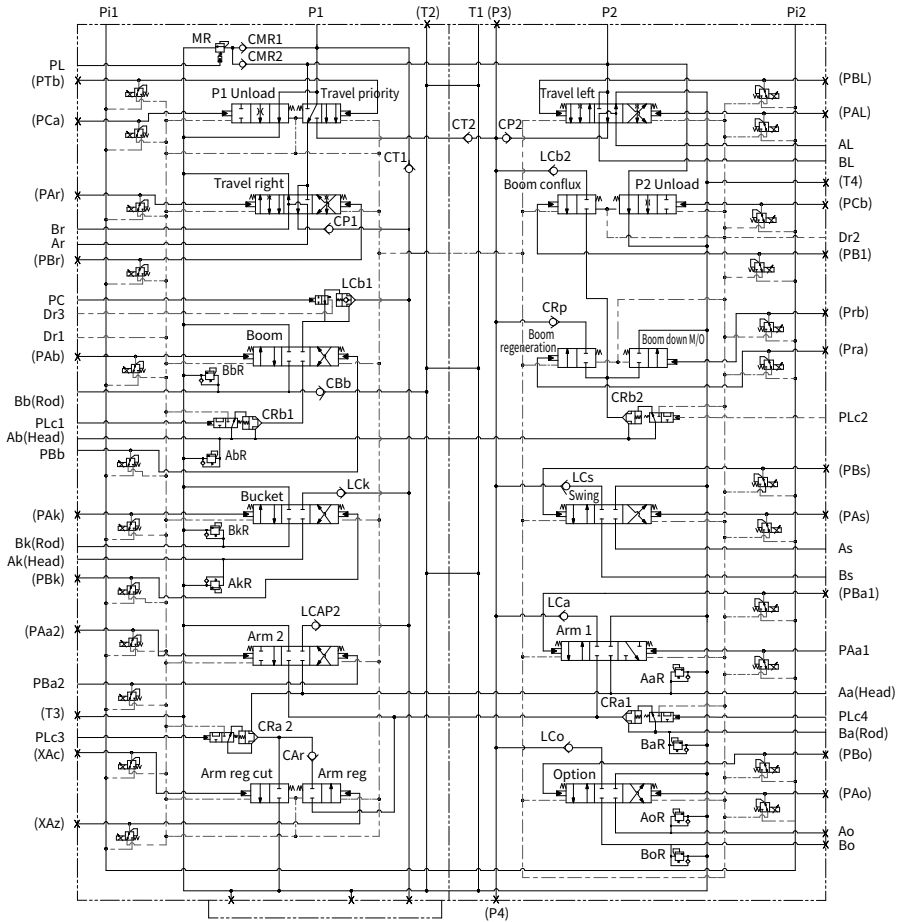 Pi1
P1
(T2)
T1
(P3)
P2
Pi2
MR
CMR1
CMR2
PL
(PTb)
(PCa)
P1 Unload
Travel priority
CT1
CT2
CP2
Travel left
(PBL)
(PAL)
AL
BL
(T4)
LCb2
Boom conflux
P2 Unload
(PCb)
Dr2
(PB1)
(PAr)
Travel right
Br
Ar
(PBr)
CP1
PC
Dr3
LCb1
Dr1
Boom
(PAb)
BbR
CBb
Bb(Rod)
PLc1
CRb1
Ab(Head)
PBb
AbR
CRp
Boom
regeneration
Boom down M/O
(Prb)
(Pra)
CRb2
PLc2
LCk
Bucket
(PAk)
BkR
Bk(Rod)
Ak(Head)
(PBk)
AkR
LCs
Swing
(PBs)
(PAs)
As
Bs
(PBa1)
LCAP2
(PAa2)
Arm 2
PBa2
(T3)
LCa
Arm 1
PAa1
AaR
Aa(Head)
CRa1
PLc4
Ba(Rod)
BaR
PLc3
CRa 2
(XAc)
CAr
Arm reg cut
Arm reg
(XAz)
LCo
(PBo)
Option
(PAo)
AoR
Ao
Bo
BoR
(P4)